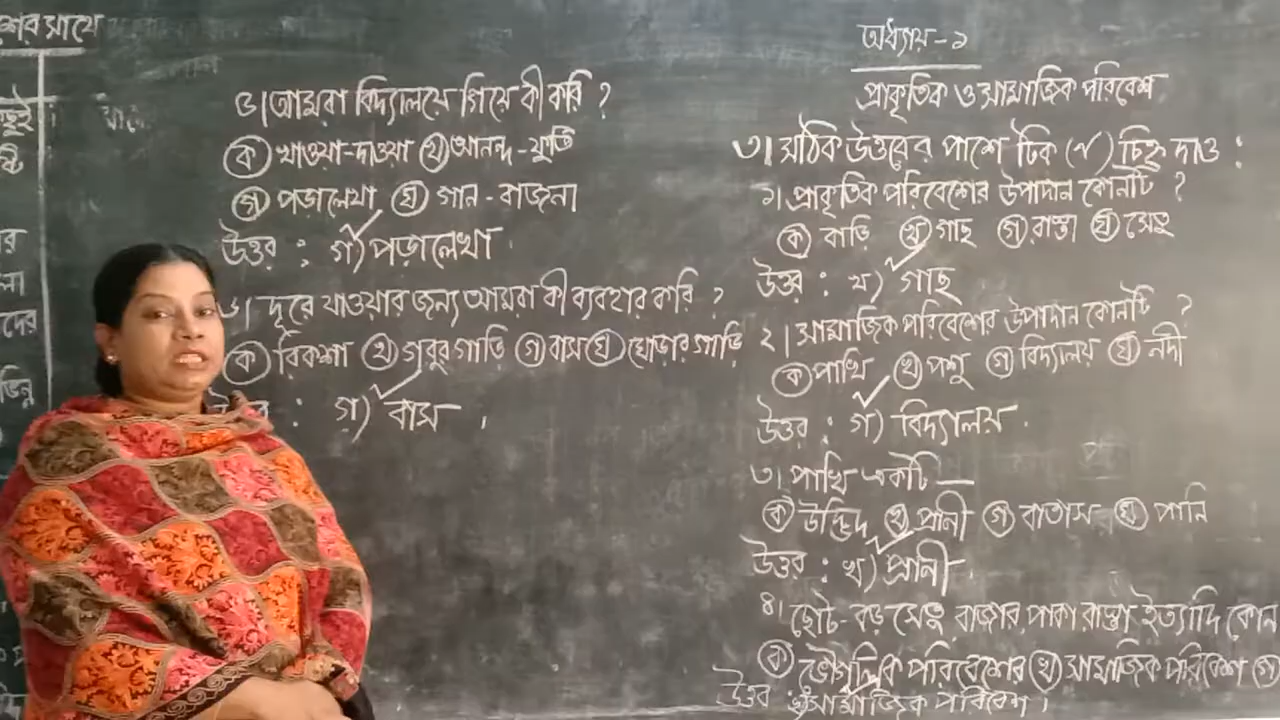 শের সাথে
অধ্যায় - ১
প্রাকৃতিক ও সামাজিক পরিবেশ
৩। সঠিক উত্তরের পাশে টিক (✓) চিহ্ন দাও :
১। প্রাকৃতিক পরিবেশের উপাদান কোনটি ?
ক বাড়ি খ গাছ গ রাস্তা ঘ সেতু
উত্তর : খ) গাছ
২। সামাজিক পরিবেশের উপাদান কোনটি ?
ক পাখি খ পশু গ বিদ্যালয় ঘ নদী
উত্তর : গ) বিদ্যালয় .
৩। পাখি একটি —
ক উদ্ভিদ খ প্রানী গ বাতাস ঘ পানি
উত্তর : খ) প্রানী .
৪। ছোট - বড় সেতু, বাজার, পাকা রাস্তা ইত্যাদি কোন
ক ভৌগলিক পরিবেশের খ সামাজিক পরিবেশ গ
উত্তর : খ) সামাজিক পরিবেশ ।
৫। আমরা বিদ্যালয়ে গিয়ে কী করি ?
ক খাওয়া - দাওয়া খ আনন্দ - ফুর্তি
গ পড়ালেখা ঘ গান - বাজনা
উত্তর : গ) পড়ালেখা .
৬। দূরে যাওয়ার জন্য আমরা কী ব্যবহার করি ?
ক রিকশা খ গরুর গাড়ি গ বাস ঘ ঘোড়ার গাড়ি
: গ) বাস ।